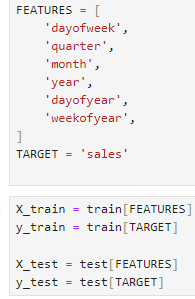 FEATURES = [
    'dayofweek',
    'quarter',
    'month',
    'year',
    'dayofyear',
    'weekofyear',
]
TARGET = 'sales'
X_train = train[FEATURES]
y_train = train[TARGET]
X_test = test[FEATURES]
y_test = test[TARGET]